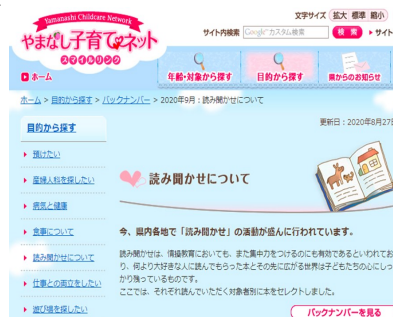 Yamanashi Childcare Network
やまなし子育てネット
スマイルリンク
文字サイズ 拡大 標準 縮小
サイト内検索 Google カスタム検索 検索 サイト
ホーム
年齢・対象から探す 目的から探す 県からのお知らせ
ホーム > 目的から探す > バックナンバー > 2020年9月：読み聞かせについて
目的から探す
更新日：2020年8月27日
預けたい
産婦人科を探したい
病気と健康
食事について
読み聞かせについて
仕事との両立をしたい
遊び場を探したい
読み聞かせについて
今、県内各地で「読み聞かせ」の活動が盛んに行われています。
読み聞かせは、情操教育においても、また集中力をつけるのにも有効であるといわれてお
り、何より大好きな人に読んでもらった本とその先に広がる世界は子どもたちの心にしっ
かり残っているものです。
ここでは、それぞれ読んでいただく対象者別に本をセレクトしました。
バックナンバーを見る